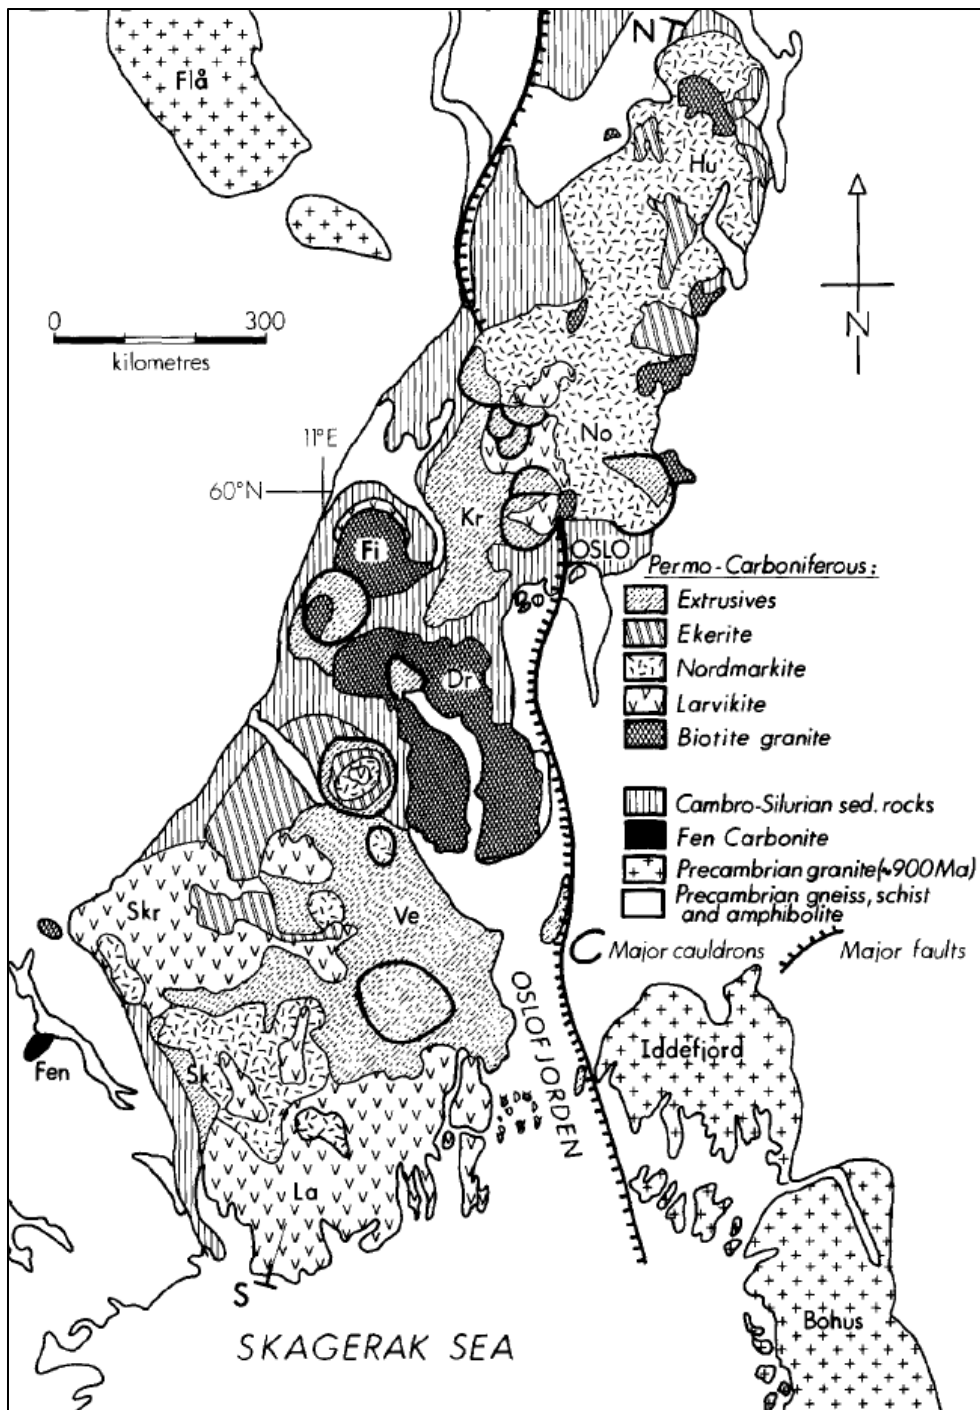 N
Flå
Hu
0 300
kilometres
N
11°E
No
60°N
Kr
Fi
OSLO
Permo-Carboniferous:
Extrusives
Ekerite
Nordmarkite
Larvikite
Biotite granite
Dr
Cambro-Silurian sed. rocks
Fen Carbonite
Precambrian granite(≈900Ma)
Precambrian gneiss, schist
and amphibolite
Skr
Ve
Major cauldrons
Major faults
OSLOFJORDEN
Iddefjord
Fen
Sk
La
S
Bohus
SKAGERAK SEA